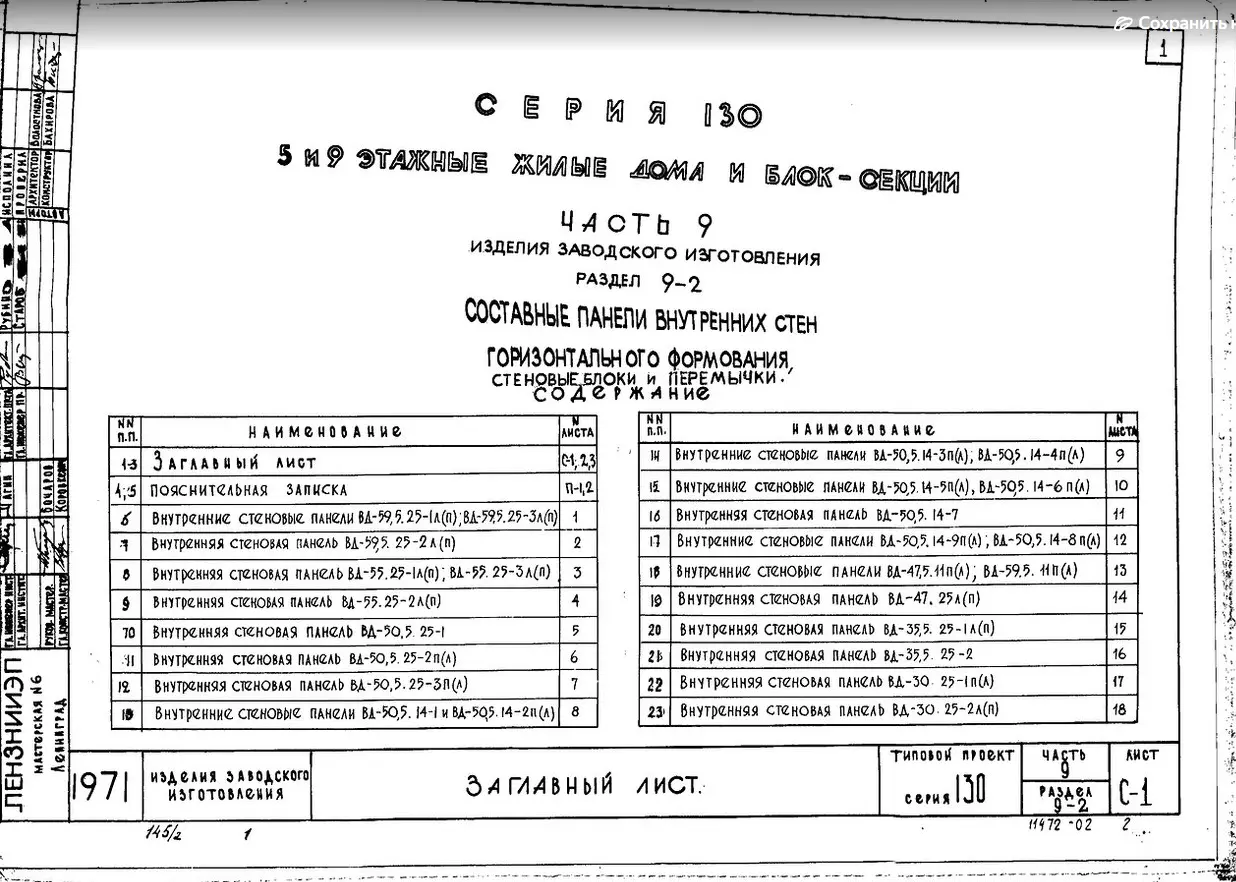 Сохранить
1
СЕРИЯ 130
5 и 9 ЭТАЖНЫЕ ЖИЛЫЕ ДОМА И БЛОК-СЕКЦИИ
ЧАСТЬ 9
ИЗДЕЛИЯ ЗАВОДСКОГО ИЗГОТОВЛЕНИЯ
РАЗДЕЛ 9-2
СОСТАВНЫЕ ПАНЕЛИ ВНУТРЕННИХ СТЕН
ГОРИЗОНТАЛЬНОГО ФОРМОВАНИЯ,
СТЕНОВЫЕ БЛОКИ И ПЕРЕМЫЧКИ.
СОДЕРЖАНИЕ
NN П.П. НАИМЕНОВАНИЕ N ЛИСТА
1-3 ЗАГЛАВНЫЙ ЛИСТ С-1; 2,3
4;5 ПОЯСНИТЕЛЬНАЯ ЗАПИСКА П-1,2
6 ВНУТРЕННИЕ СТЕНОВЫЕ ПАНЕЛИ ВД-59,5.25-1Л(П); ВД-59,5.25-3Л(П) 1
7 ВНУТРЕННЯЯ СТЕНОВАЯ ПАНЕЛЬ ВД-59,5.25-2Л(П) 2
8 ВНУТРЕННЯЯ СТЕНОВАЯ ПАНЕЛЬ ВД-55.25-1Л(П); ВД-55.25-3Л(П) 3
9 ВНУТРЕННЯЯ СТЕНОВАЯ ПАНЕЛЬ ВД-55.25-2Л(П) 4
10 ВНУТРЕННЯЯ СТЕНОВАЯ ПАНЕЛЬ ВД-50,5.25-1 5
11 ВНУТРЕННЯЯ СТЕНОВАЯ ПАНЕЛЬ ВД-50,5.25-2П(Л) 6
12 ВНУТРЕННЯЯ СТЕНОВАЯ ПАНЕЛЬ ВД-50,5.25-3П(Л) 7
13 ВНУТРЕННИЕ СТЕНОВЫЕ ПАНЕЛИ ВД-50,5.14-1 И ВД-50,5.14-2П(Л) 8
NN П.П. НАИМЕНОВАНИЕ N ЛИСТА
14 ВНУТРЕННИЕ СТЕНОВЫЕ ПАНЕЛИ ВД-50,5.14-3П(Л); ВД-50,5.14-4П(Л) 9
15 ВНУТРЕННИЕ СТЕНОВЫЕ ПАНЕЛИ ВД-50,5.14-5П(Л), ВД-50,5.14-6П(Л) 10
16 ВНУТРЕННЯЯ СТЕНОВАЯ ПАНЕЛЬ ВД-50,5.14-7 11
17 ВНУТРЕННИЕ СТЕНОВЫЕ ПАНЕЛИ ВД-50,5.14-9П(Л); ВД-50,5.14-8П(Л) 12
18 ВНУТРЕННИЕ СТЕНОВЫЕ ПАНЕЛИ ВД-47,5.11П(Л); ВД-59,5.11П(Л) 13
19 ВНУТРЕННЯЯ СТЕНОВАЯ ПАНЕЛЬ ВД-47.25Л(П) 14
20 ВНУТРЕННЯЯ СТЕНОВАЯ ПАНЕЛЬ ВД-35,5.25-1Л(П) 15
21 ВНУТРЕННЯЯ СТЕНОВАЯ ПАНЕЛЬ ВД-35,5.25-2 16
22 ВНУТРЕННЯЯ СТЕНОВАЯ ПАНЕЛЬ ВД-30.25-1П(Л) 17
23 ВНУТРЕННЯЯ СТЕНОВАЯ ПАНЕЛЬ ВД-30.25-2Л(П) 18
ИСПОЛНИЛ
ПРОВЕРИЛ
АРХИТЕКТОР
КОНСТРУКТОР БАХИРОВА
РУБИН
СТАРОВ
БОЧАРОВ
РУКОВ. МАСТЕР.
ЛЕНЗНИИЭП
МАСТЕРСКАЯ N6
ЛЕНИНГРАД
1971
ИЗДЕЛИЯ ЗАВОДСКОГО ИЗГОТОВЛЕНИЯ
ЗАГЛАВНЫЙ ЛИСТ.
ТИПОВОЙ ПРОЕКТ
СЕРИЯ 130
ЧАСТЬ 9
РАЗДЕЛ 9-2
ЛИСТ
С-1
145/2 1
11472-02 2